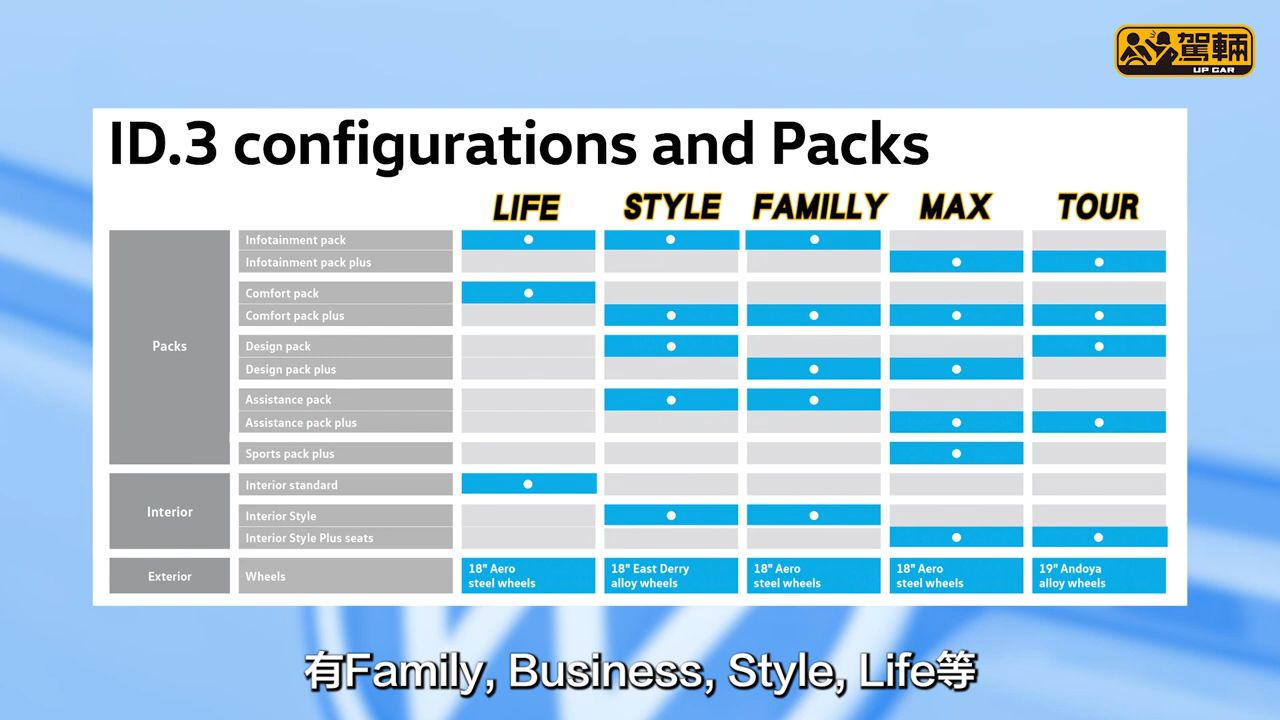 駕輛
UP CAR
ID.3 configurations and Packs
LIFE STYLE FAMILLY MAX TOUR
Packs
Infotainment pack
Infotainment pack plus
Comfort pack
Comfort pack plus
Design pack
Design pack plus
Assistance pack
Assistance pack plus
Sports pack plus
Interior
Interior standard
Interior Style
Interior Style Plus seats
Exterior
Wheels
18" Aero
steel wheels
18" East Derry
alloy wheels
18" Aero
steel wheels
18" Aero
steel wheels
19" Andoya
alloy wheels
有Family, Business, Style, Life等